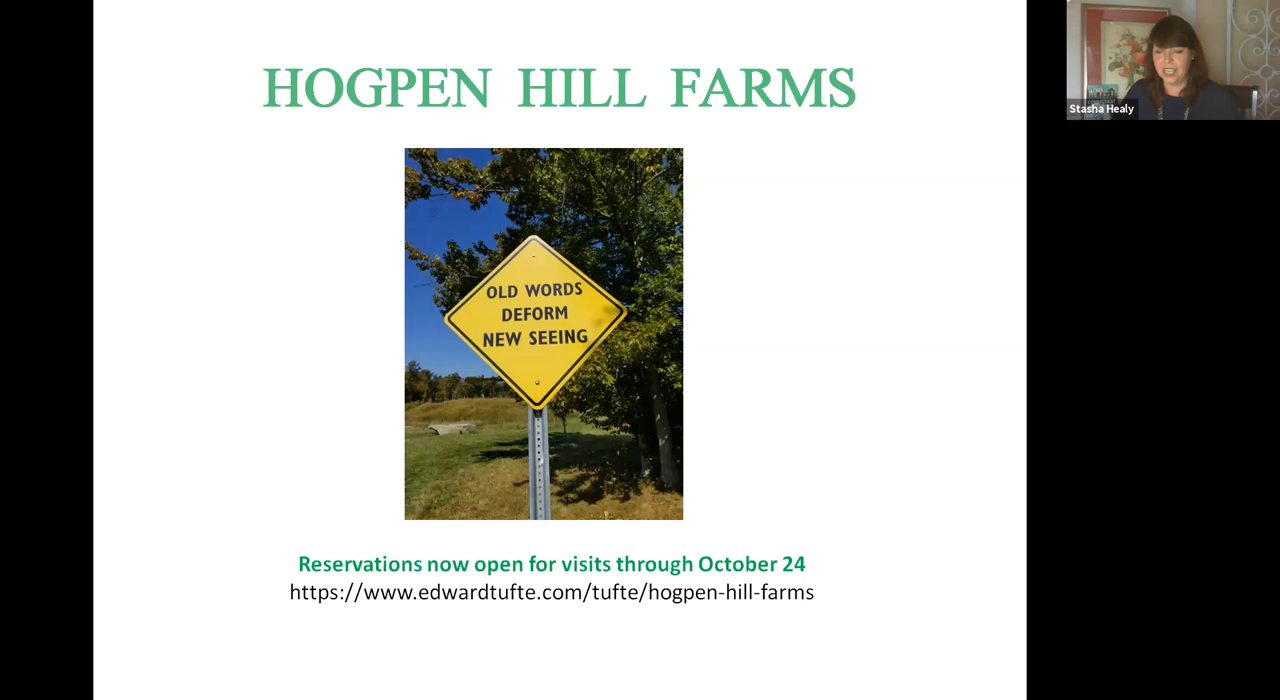 HOGPEN HILL FARMS
OLD WORDS
DEFORM
NEW SEEING
Reservations now open for visits through October 24
https://www.edwardtufte.com/tufte/hogpen-hill-farms
Stasha Healy